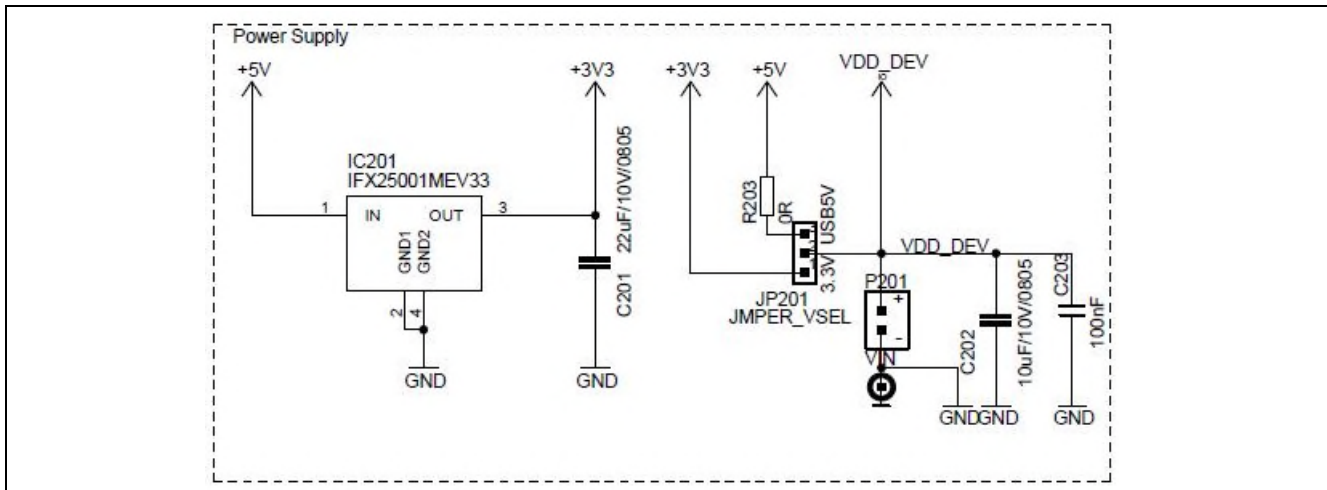 Power Supply
+5V
+3V3
+3V3
+5V
VDD_DEV
IC201
IFX25001MEV33
1
IN
OUT
3
GND1
GND2
2
4
GND
C201
22uF/10V/0805
GND
R203
0R
USB5V
3.3V
JP201
JMPER_VSEL
VDD_DEV
P201
+
-
VIN
GND
C202
10uF/10V/0805
GND
C203
100nF
GND